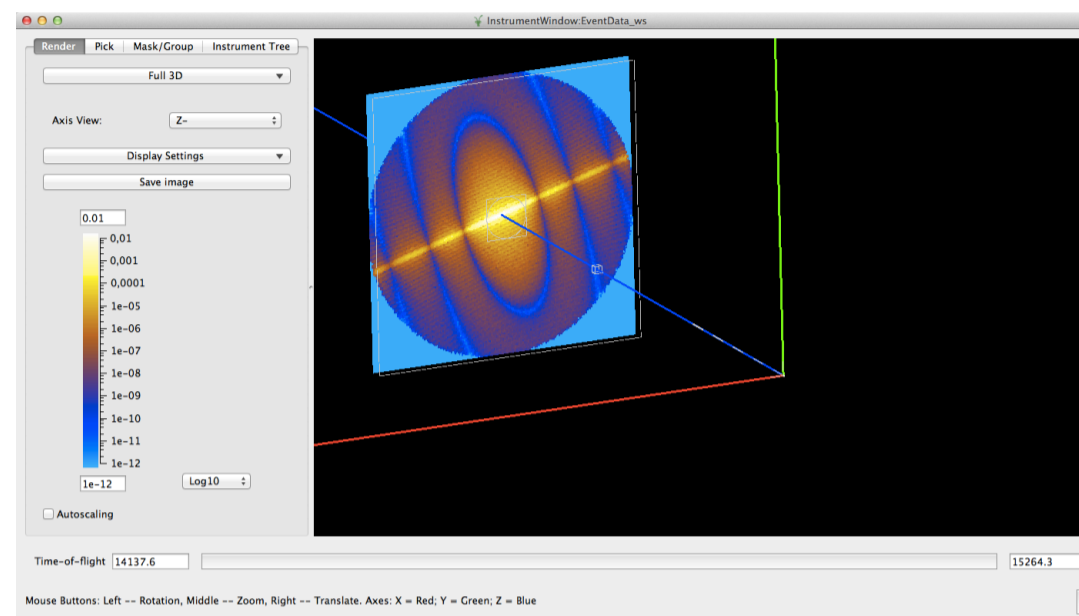 InstrumentWindow:EventData_ws
Render Pick Mask/Group Instrument Tree
Full 3D
Axis View: Z-
Display Settings
Save image
0.01
0,01
0,001
0,0001
1e-05
1e-06
1e-07
1e-08
1e-09
1e-10
1e-11
1e-12
1e-12 Log10
Autoscaling
Time-of-flight 14137.6 15264.3
Mouse Buttons: Left -- Rotation, Middle -- Zoom, Right -- Translate. Axes: X = Red; Y = Green; Z = Blue